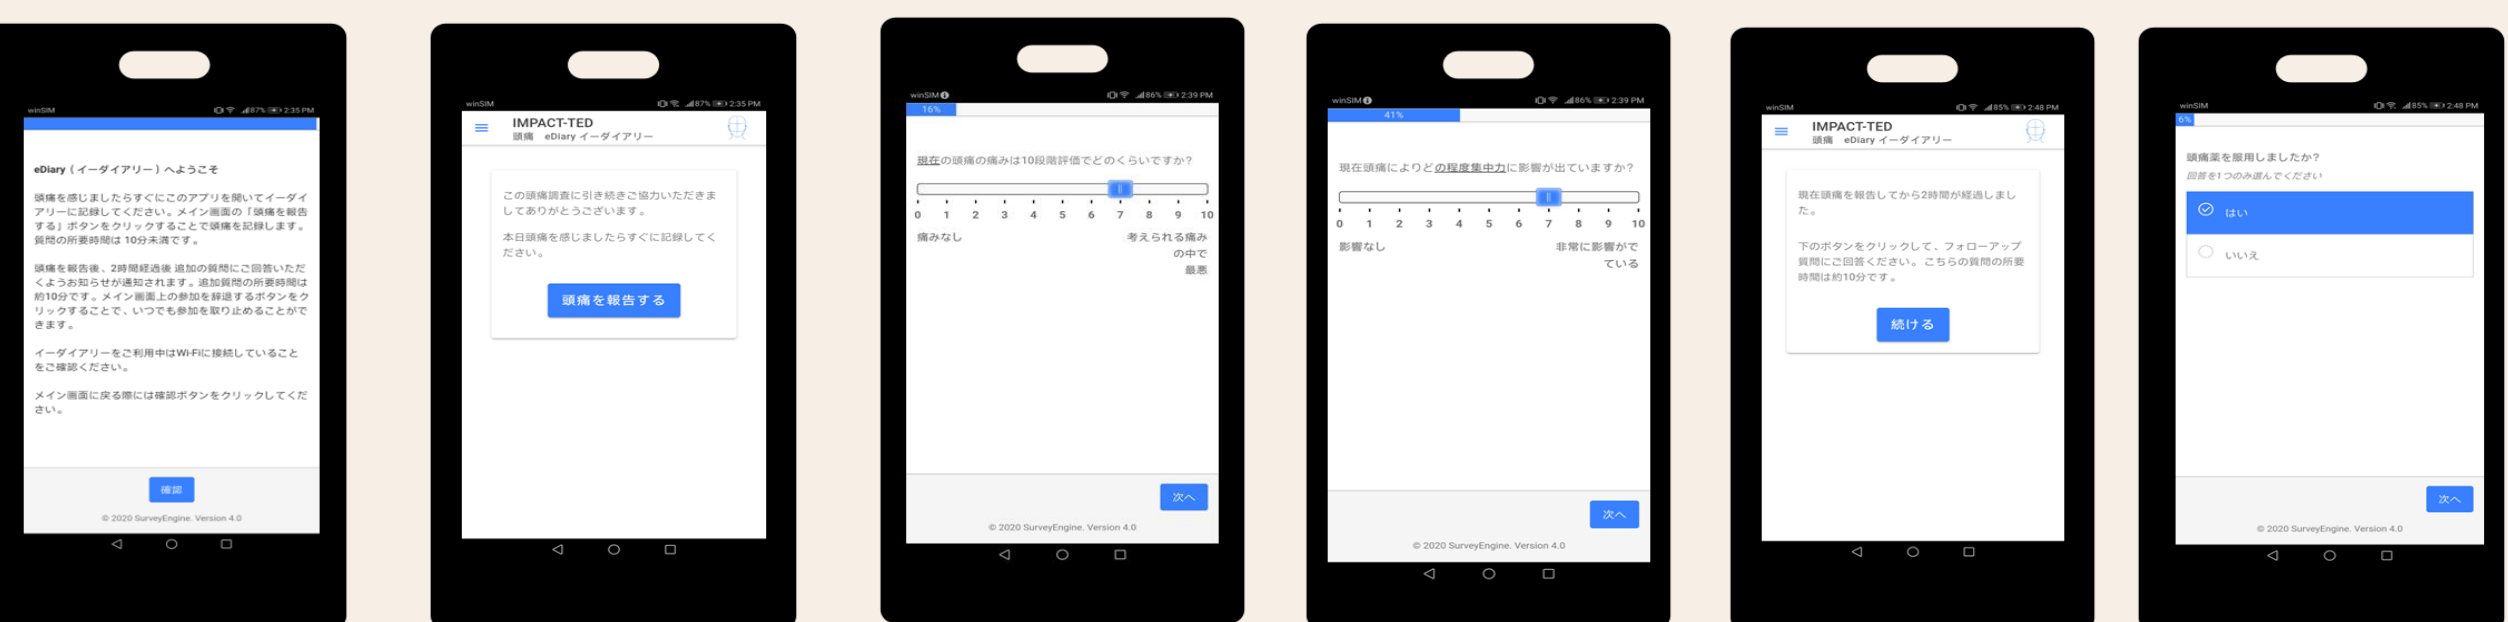 winSIM 87% 2:35 PM
eDiary ( イーダイアリー ) へようこそ
頭痛を感じましたらすぐにこのアプリを開いてイーダイ
アリーに記録してください。メイン画面の「頭痛を報告
する」ボタンをクリックすることで頭痛を記録します。
質問の所要時間は 10分未満です。
頭痛を報告後、2時間経過後 追加の質問にご回答いただ
くようお知らせが通知されます。追加質問の所要時間は
約10分です。メイン画面上の参加を辞退するボタンをク
リックすることで、いつでも参加を取り止めることがで
きます。
イーダイアリーをご利用中はWi-Fiに接続していること
をご確認ください。
メイン画面に戻る際には確認ボタンをクリックしてくだ
さい。
確認
© 2020 SurveyEngine. Version 4.0
winSIM 87% 2:35 PM
IMPACT-TED
頭痛 eDiary イーダイアリー
この頭痛調査に引き続きご協力いただきま
してありがとうございます。
本日頭痛を感じましたらすぐに記録してく
ださい。
頭痛を報告する
winSIM 86% 2:39 PM
16%
現在の頭痛の痛みは10段階評価でどのくらいですか?
0 1 2 3 4 5 6 7 8 9 10
痛みなし 考えられる痛み
の中で
最悪
次へ
© 2020 SurveyEngine. Version 4.0
winSIM 86% 2:39 PM
41%
現在頭痛によりどの程度集中力に影響が出ていますか?
0 1 2 3 4 5 6 7 8 9 10
影響なし 非常に影響がで
ている
次へ
© 2020 SurveyEngine. Version 4.0
winSIM 85% 2:48 PM
IMPACT-TED
頭痛 eDiary イーダイアリー
現在頭痛を報告してから2時間が経過しまし
た。
下のボタンをクリックして、フォローアップ
質問にご回答ください。こちらの質問の所要
時間は約10分です。
続ける
winSIM 85% 2:48 PM
6%
頭痛薬を服用しましたか?
回答を1つのみ選んでください
はい
いいえ
次へ
© 2020 SurveyEngine. Version 4.0